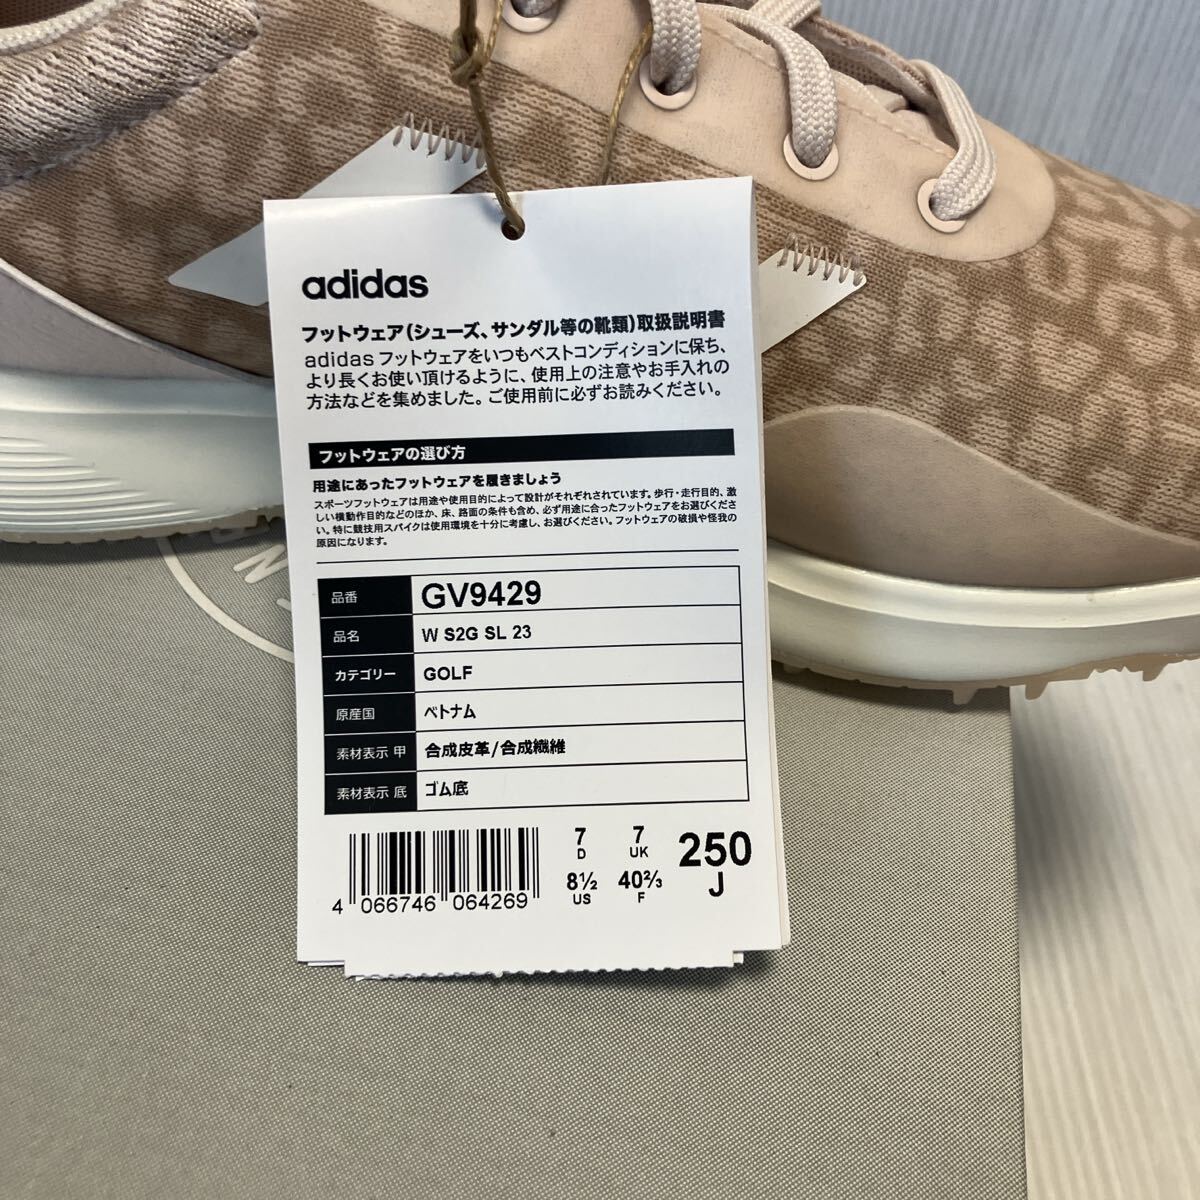 adidas
フットウェア(シューズ、サンダル等の靴類)取扱説明書
adidas フットウェアをいつもベストコンディションに保ち、
より長くお使い頂けるように、使用上の注意やお手入れの
方法などを集めました。ご使用前に必ずお読みください。
フットウェアの選び方
用途にあったフットウェアを履きましょう
スポーツフットウェアは用途や使用目的によって設計がそれぞれされています。歩行・走行目的、激
しい横動作目的などのほか、床、路面の条件も含め、必ず用途に合ったフットウェアをお選びくださ
い。特に競技用スパイクは使用環境を十分に考慮し、お選びください。フットウェアの破損や怪我の
原因になります。
品番 GV9429
品名 W S2G SL 23
カテゴリー GOLF
原産国 ベトナム
素材表示 甲 合成皮革/合成繊維
素材表示 底 ゴム底
7 D 7 UK 250 J
8½ US 40⅔ F
4 066746 064269